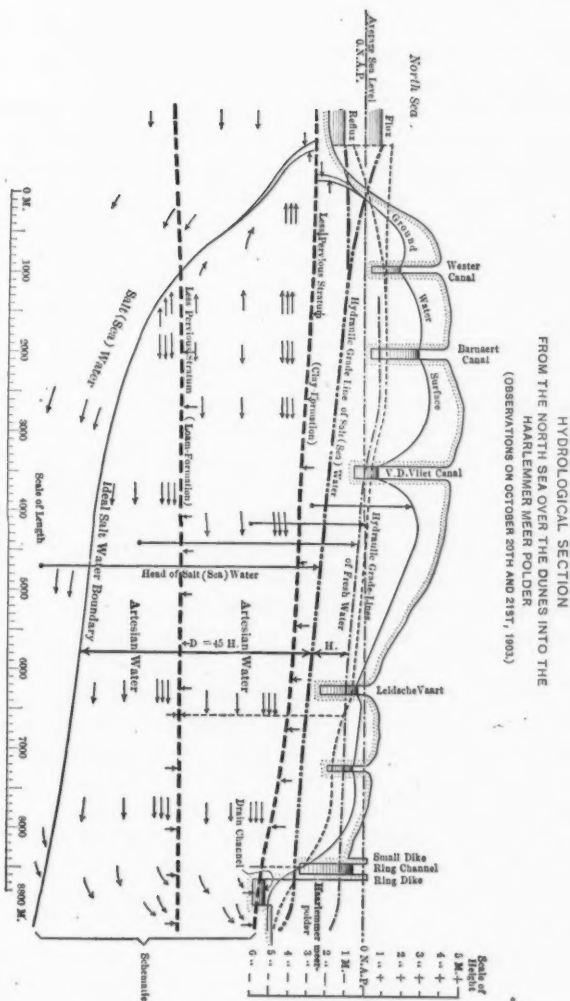 HYDROLOGICAL SECTION
FROM THE NORTH SEA OVER THE DUNES INTO THE
HAARLEMMER MEER POLDER
(OBSERVATIONS ON OCTOBER 20TH AND 21ST, 1903.)
North Sea
Average Sea Level
0.N.A.P.
Flux
Reflux
Ground
Water
Surface
Wester
Canal
Barnaert
Canal
V.D.Vliet Canal
Leidsche Vaart
Small Dike
Ring Channel
Ring Dike
Scale of
Height
5 M.+
4 " +
3 " +
2 " +
1 " +
0 N.A.P.
1 M.-
2 " -
3 " -
4 " -
5 " -
6 " -
Hydraulic Grade Line of Salt (Sea) Water
Hydraulic Grade Lines
of Fresh Water
Less Pervious Stratum
(Clay Formation)
Less Pervious Stratum
(Loam-Formation)
Head of Salt (Sea) Water
H.
D = 45 H.
Artesian Water
Artesian Water
Drain Channel
Haarlemmer meer-
polder
Salt (Sea) Water
Ideal Salt Water Boundary
Scale of Length
0 M.
1000
2000
3000
4000
5000
6000
7000
8000
8800 M.